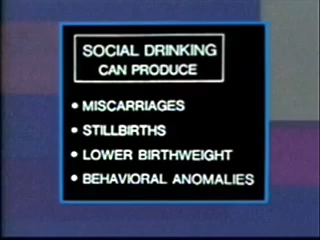 SOCIAL DRINKING
CAN PRODUCE
• MISCARRIAGES
• STILLBIRTHS
• LOWER BIRTHWEIGHT
• BEHAVIORAL ANOMALIES